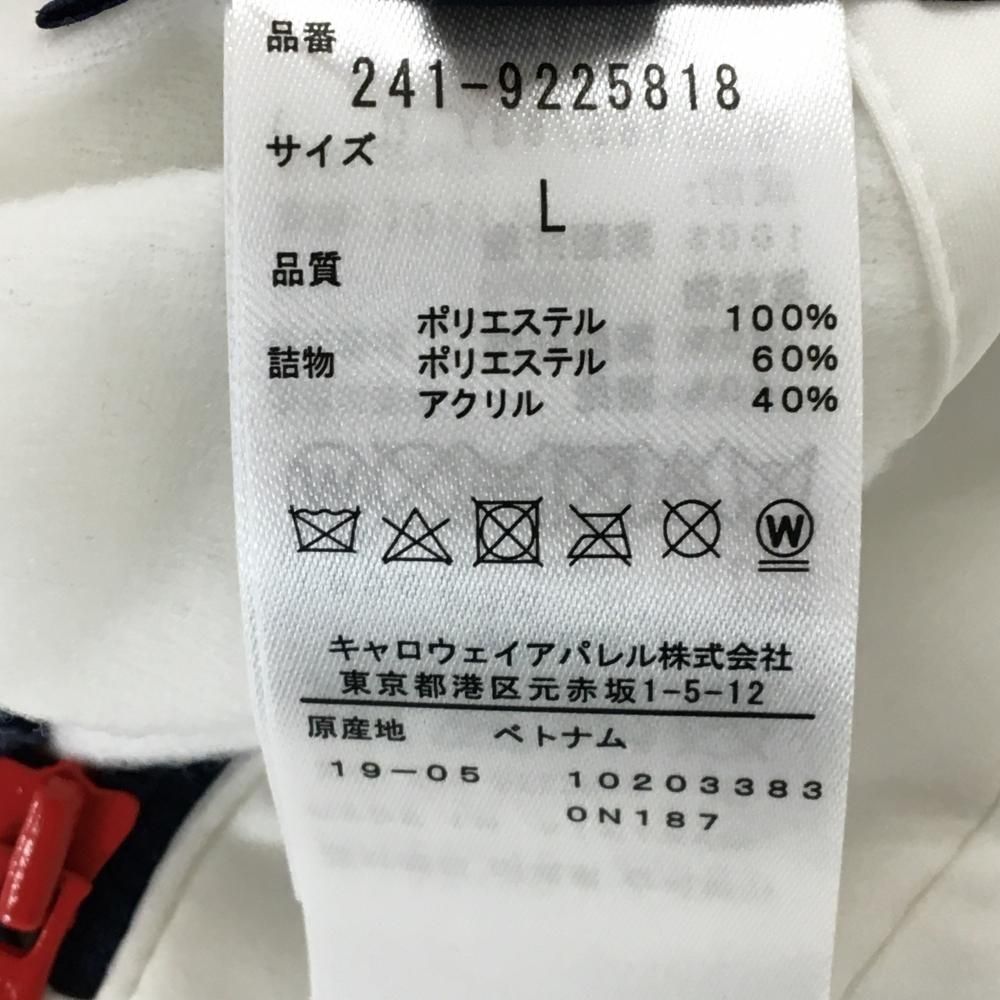 品番
241-9225818
サイズ
L
品質
ポリエステル 100%
詰物 ポリエステル 60%
アクリル 40%
W
キャロウェイアパレル株式会社
東京都港区元赤坂1-5-12
原産地 ベトナム
19-05 10203383
0N187